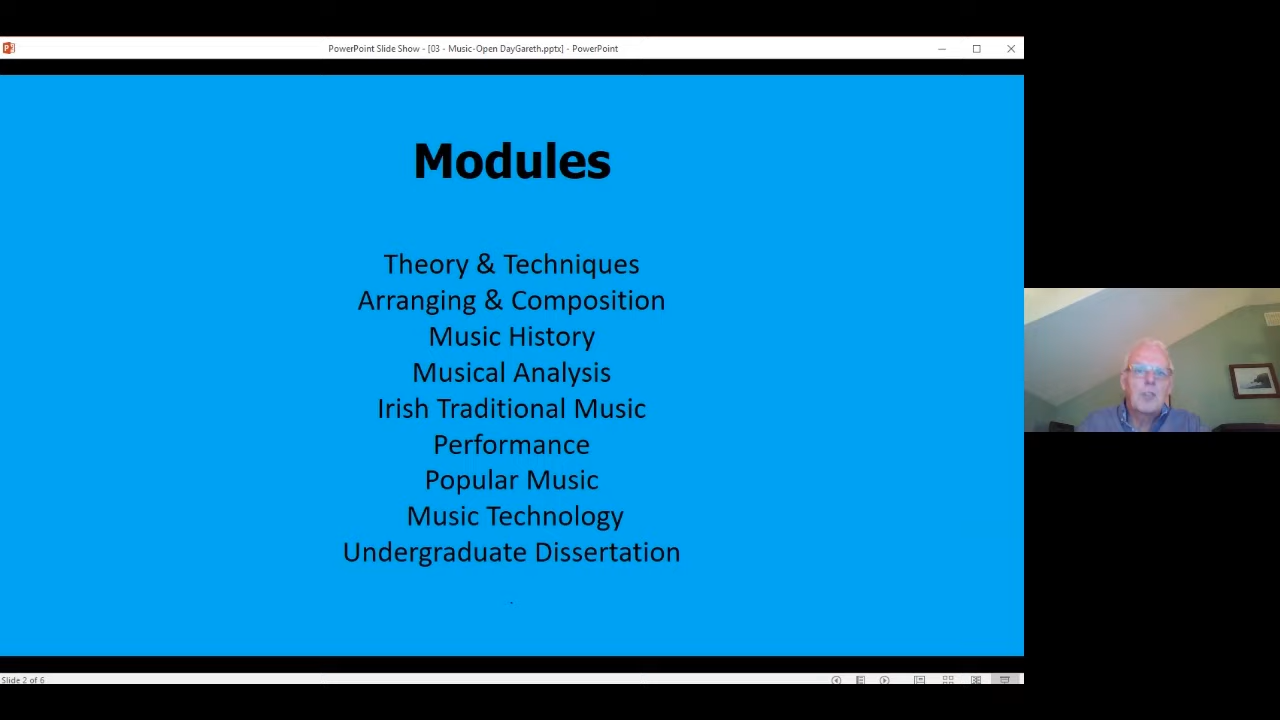 PowerPoint Slide Show - [03 - Music-Open DayGareth.pptx] - PowerPoint
Modules
Theory & Techniques
Arranging & Composition
Music History
Musical Analysis
Irish Traditional Music
Performance
Popular Music
Music Technology
Undergraduate Dissertation
.
Slide 2 of 6